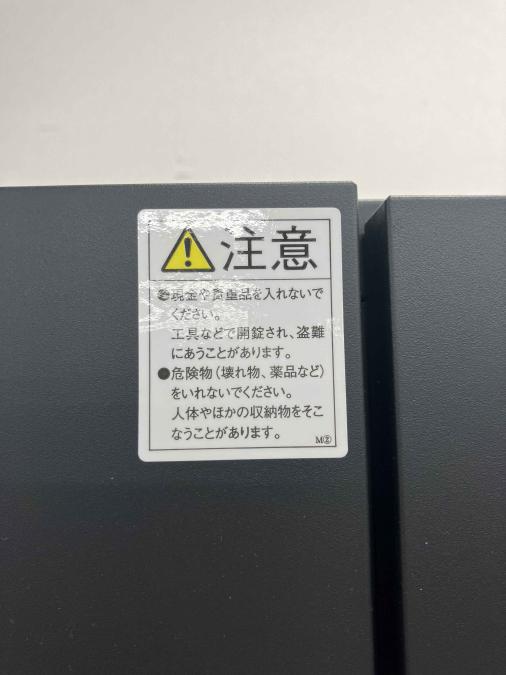 注意
●現金や貴重品を入れないで
ください。
工具などで開錠され、盗難
にあうことがあります。
●危険物(壊れ物、薬品など)
をいれないでください。
人体やほかの収納物をそこ
なうことがあります。
M②